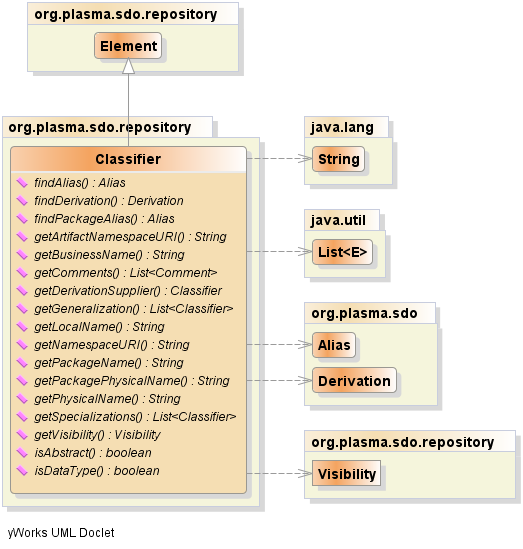 org.plasma.sdo.repository
Element
org.plasma.sdo.repository
Classifier
findAlias() : Alias
findDerivation() : Derivation
findPackageAlias() : Alias
getArtifactNamespaceURI() : String
getBusinessName() : String
getComments() : List<Comment>
getDerivationSupplier() : Classifier
getGeneralization() : List<Classifier>
getLocalName() : String
getNamespaceURI() : String
getPackageName() : String
getPackagePhysicalName() : String
getPhysicalName() : String
getSpecializations() : List<Classifier>
getVisibility() : Visibility
isAbstract() : boolean
isDataType() : boolean
java.lang
String
java.util
List<E>
org.plasma.sdo
Alias
Derivation
org.plasma.sdo.repository
Visibility
yWorks UML Doclet